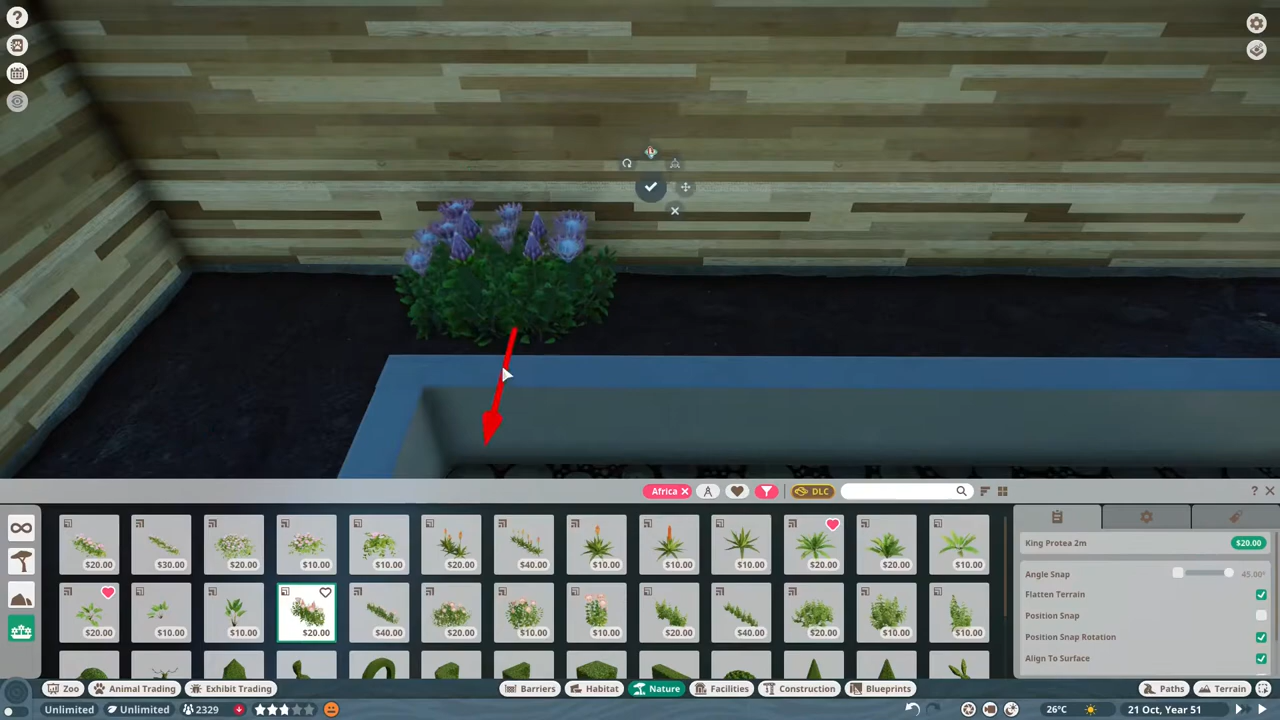 Africa ×
DLC
$20.00 $30.00 $20.00 $10.00 $10.00 $20.00 $40.00 $10.00 $10.00 $10.00 $20.00 $20.00 $10.00
$20.00 $10.00 $10.00 $20.00 $40.00 $20.00 $10.00 $10.00 $20.00 $40.00 $20.00 $10.00 $10.00
King Protea 2m $20.00
Angle Snap 45.00°
Flatten Terrain
Position Snap
Position Snap Rotation
Align To Surface
Zoo Animal Trading Exhibit Trading Barriers Habitat Nature Facilities Construction Blueprints Paths Terrain
Unlimited Unlimited 2329 26°C 21 Oct, Year 51